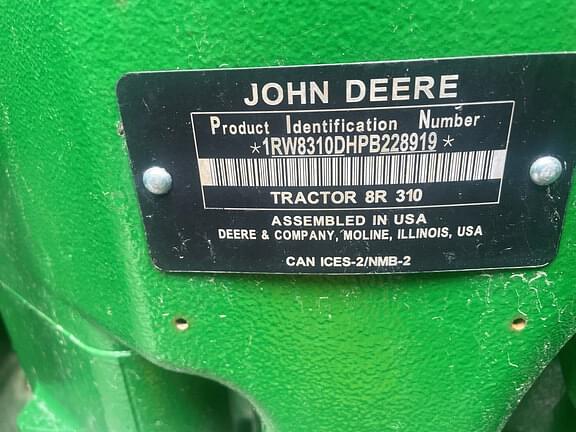 JOHN DEERE
Product Identification Number
*1RW8310DHPB228919*
TRACTOR 8R 310
ASSEMBLED IN USA
DEERE & COMPANY, MOLINE, ILLINOIS, USA
CAN ICES-2/NMB-2